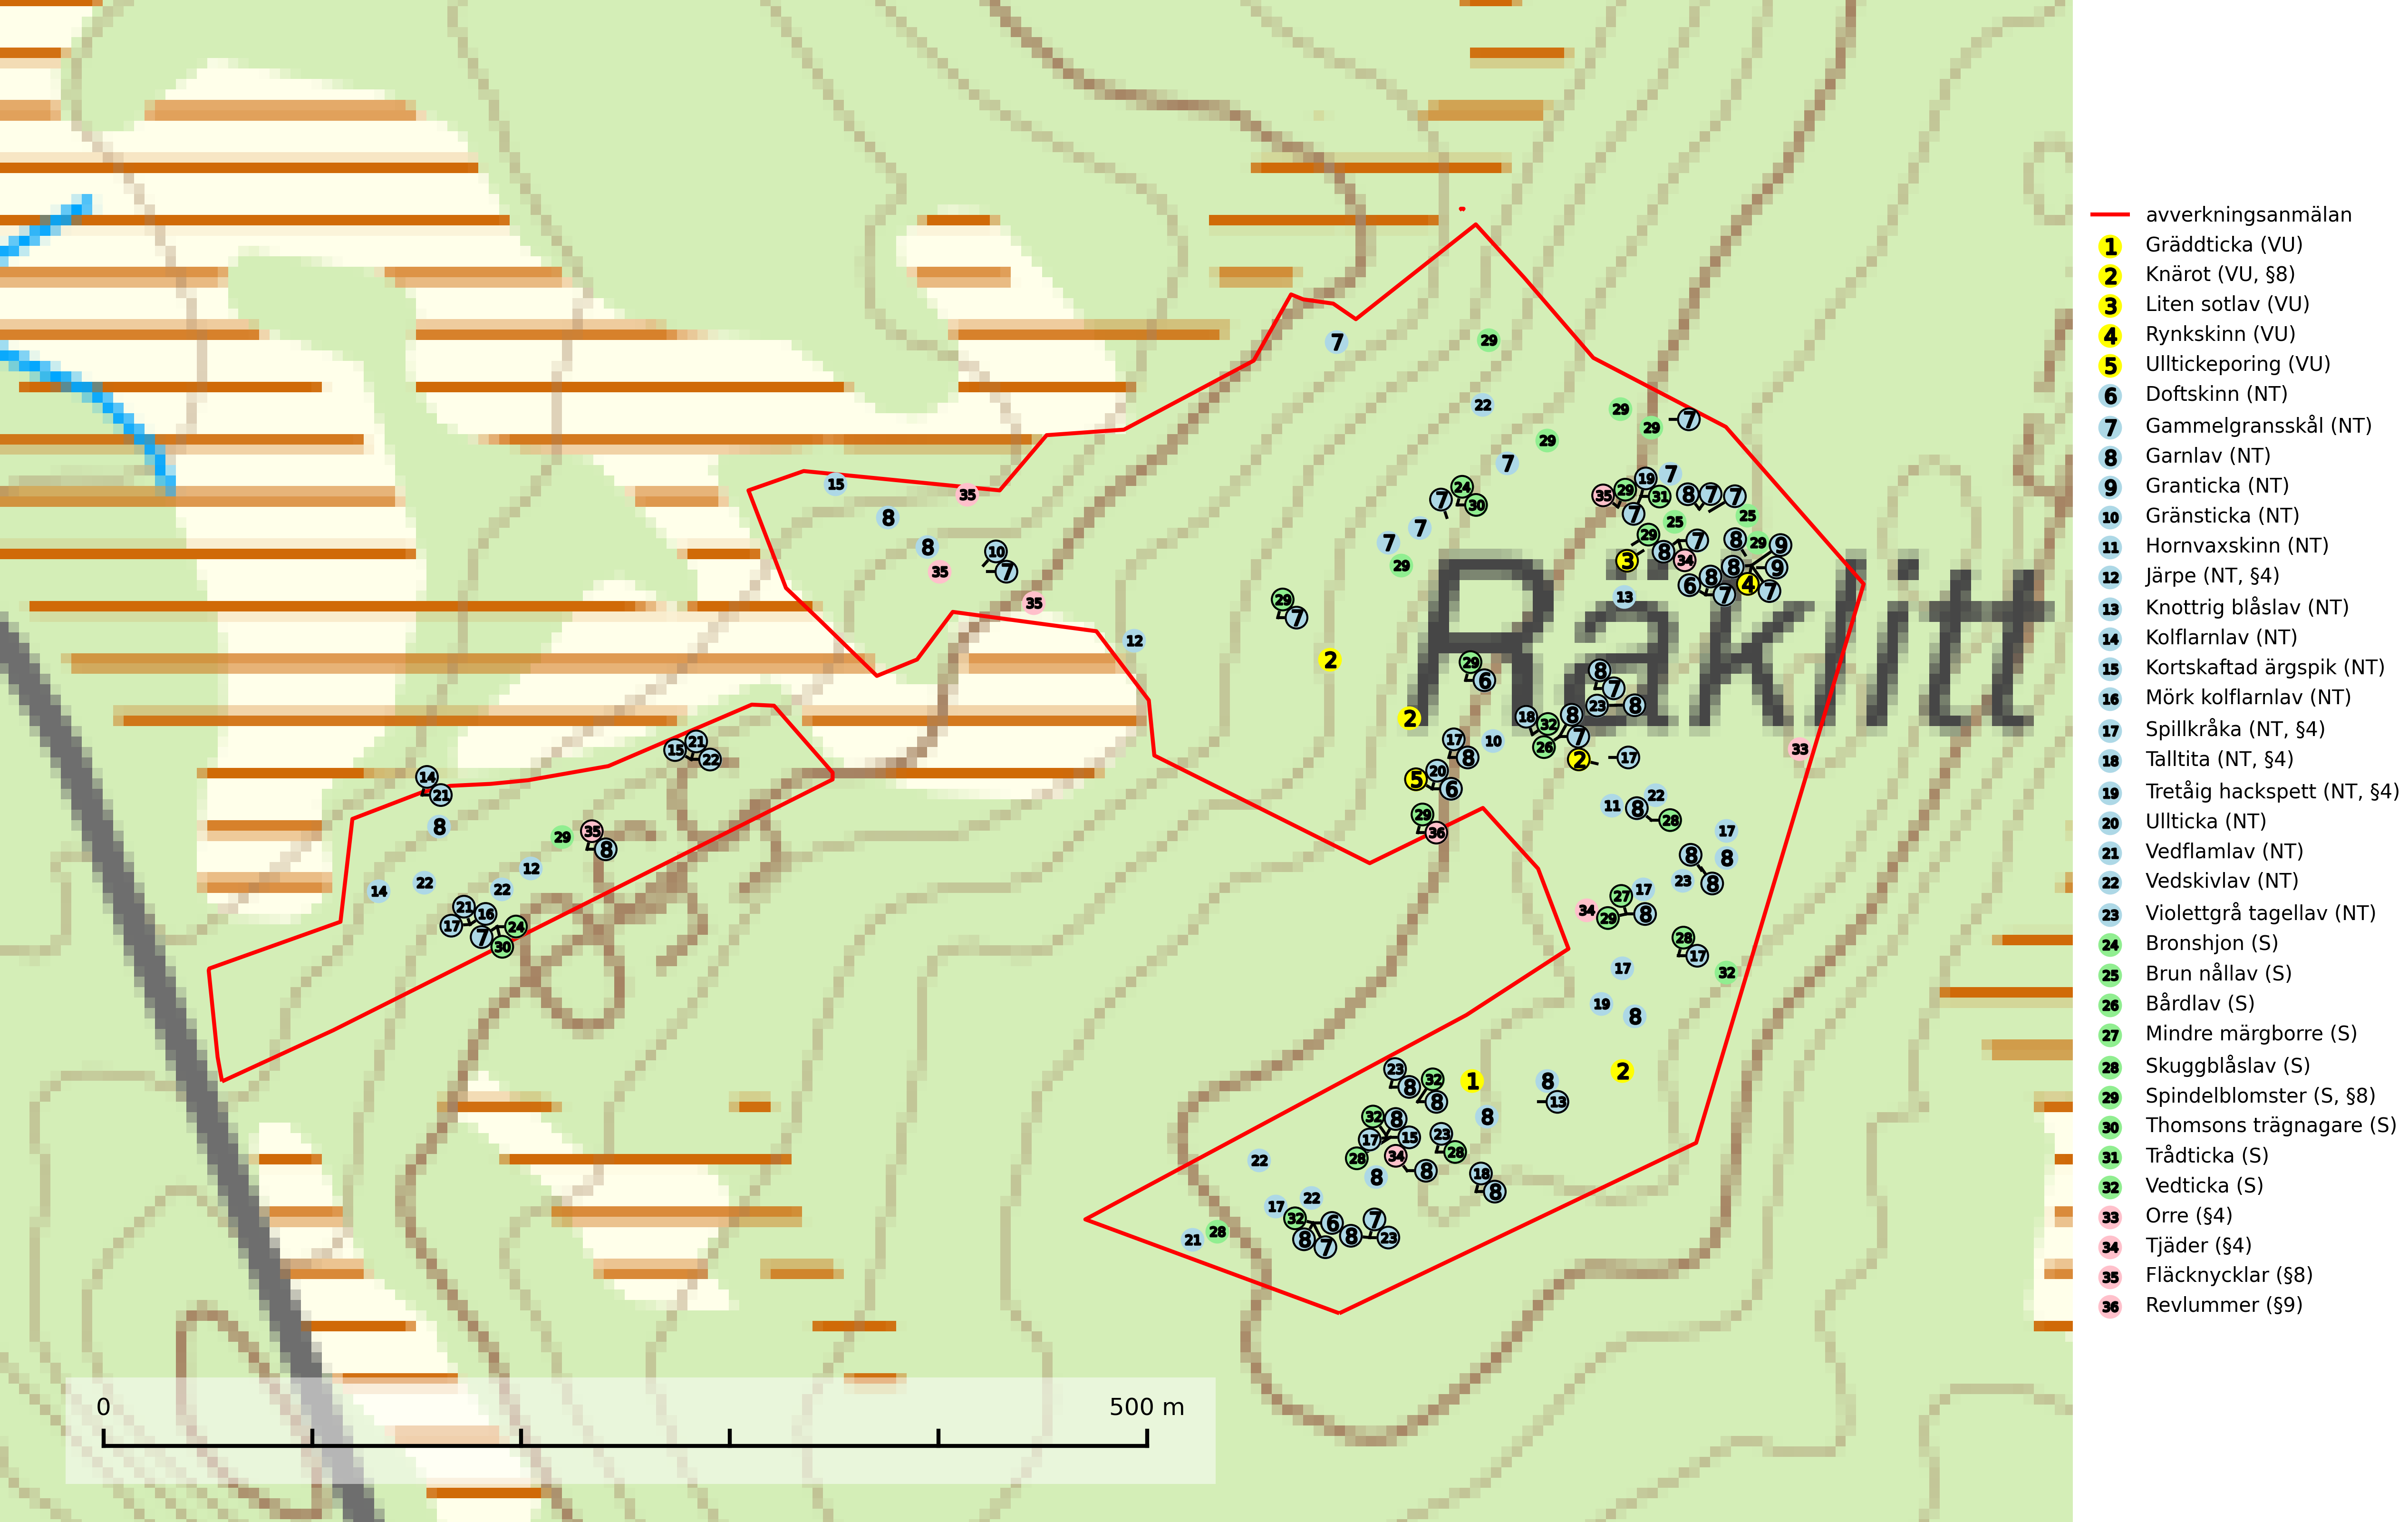 avverkningsanmälan
1 Gräddticka (VU)
2 Knärot (VU, §8)
3 Liten sotlav (VU)
4 Rynkskinn (VU)
5 Ulltickeporing (VU)
6 Doftskinn (NT)
7 Gammelgransskål (NT)
8 Garnlav (NT)
9 Granticka (NT)
10 Gränsticka (NT)
11 Hornvaxskinn (NT)
12 Järpe (NT, §4)
13 Knottrig blåslav (NT)
14 Kolflarnlav (NT)
15 Kortskaftad ärgspik (NT)
16 Mörk kolflarnlav (NT)
17 Spillkråka (NT, §4)
18 Talltita (NT, §4)
19 Tretåig hackspett (NT, §4)
20 Ullticka (NT)
21 Vedflamlav (NT)
22 Vedskivlav (NT)
23 Violettgrå tagellav (NT)
24 Bronshjon (S)
25 Brun nållav (S)
26 Bårdlav (S)
27 Mindre märgborre (S)
28 Skuggblåslav (S)
29 Spindelblomster (S, §8)
30 Thomsons trägnagare (S)
31 Trådticka (S)
32 Vedticka (S)
33 Orre (§4)
34 Tjäder (§4)
35 Fläcknycklar (§8)
36 Revlummer (§9)
Räklitt
0 500 m